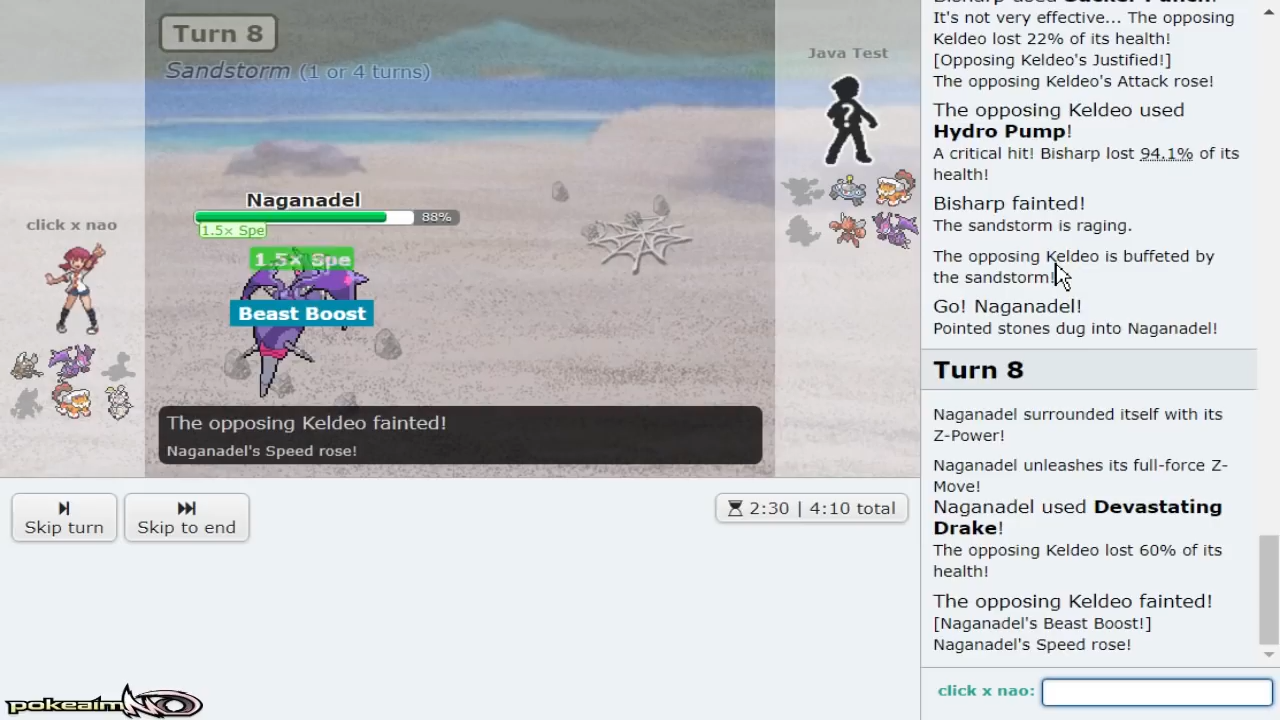 Turn 8
Sandstorm (1 or 4 turns)
Naganadel
88%
1.5× Spe
1.5× Spe
Beast Boost
click x nao
Java Test
The opposing Keldeo fainted!
Naganadel's Speed rose!
Skip turn
Skip to end
2:30 | 4:10 total
pokeaimMD
It's not very effective... The opposing
Keldeo lost 22% of its health!
[Opposing Keldeo's Justified!]
The opposing Keldeo's Attack rose!
The opposing Keldeo used
Hydro Pump!
A critical hit! Bisharp lost 94.1% of its
health!
Bisharp fainted!
The sandstorm is raging.
The opposing Keldeo is buffeted by
the sandstorm!
Go! Naganadel!
Pointed stones dug into Naganadel!
Turn 8
Naganadel surrounded itself with its
Z-Power!
Naganadel unleashes its full-force Z-
Move!
Naganadel used Devastating
Drake!
The opposing Keldeo lost 60% of its
health!
The opposing Keldeo fainted!
[Naganadel's Beast Boost!]
Naganadel's Speed rose!
click x nao: